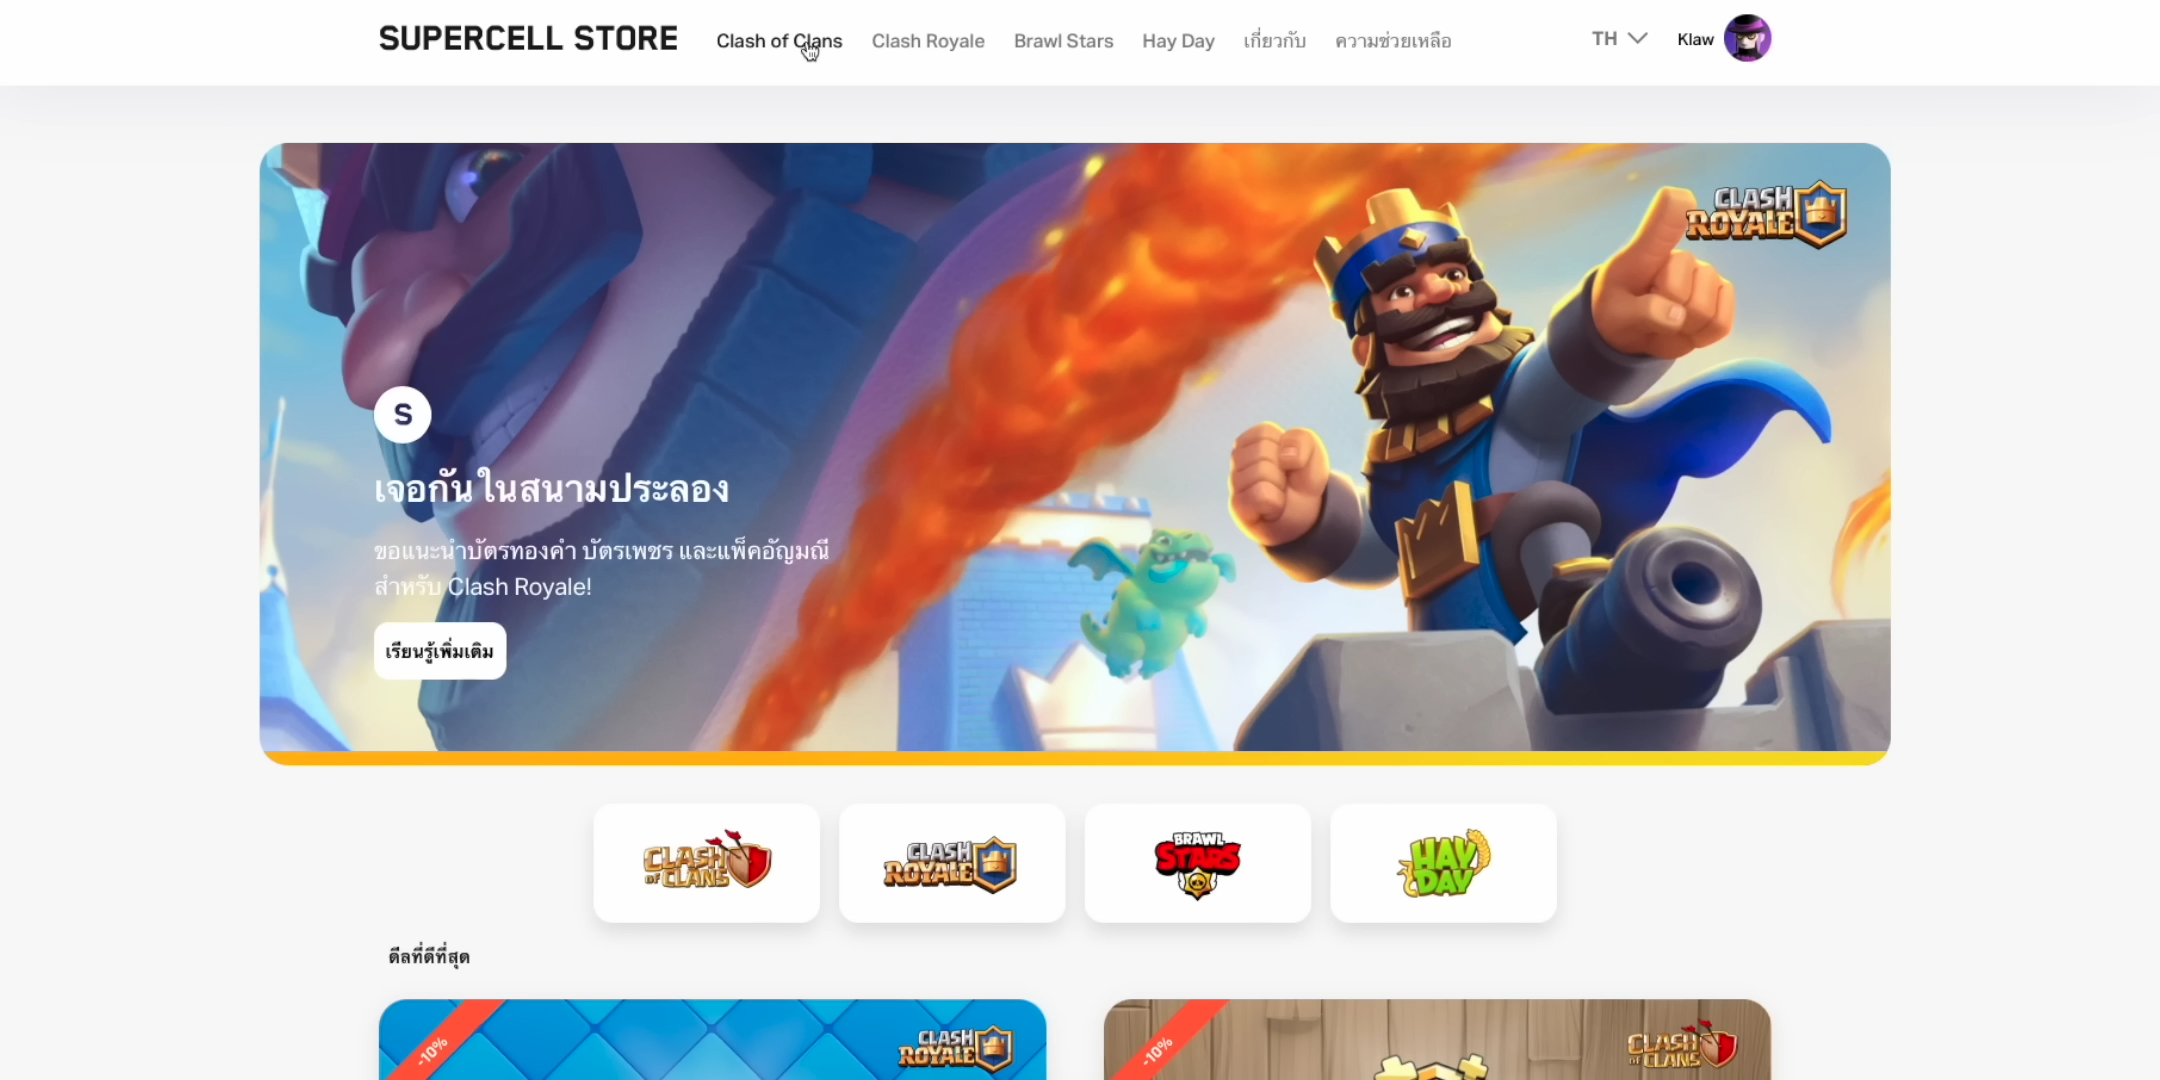 SUPERCELL STORE
Clash of Clans
Clash Royale
Brawl Stars
Hay Day
เกี่ยวกับ
ความช่วยเหลือ
TH
Klaw
CLASH
ROYALE
S
เจอกันในสนามประลอง
ขอแนะนำบัตรทองคำ บัตรเพชร และแพ็คอัญมณี
สำหรับ Clash Royale!
เรียนรู้เพิ่มเติม
CLASH
OF CLANS
CLASH
ROYALE
BRAWL
STARS
HAY
DAY
ดีลที่ดีที่สุด
-10%
CLASH
ROYALE
-10%
CLASH
OF CLANS